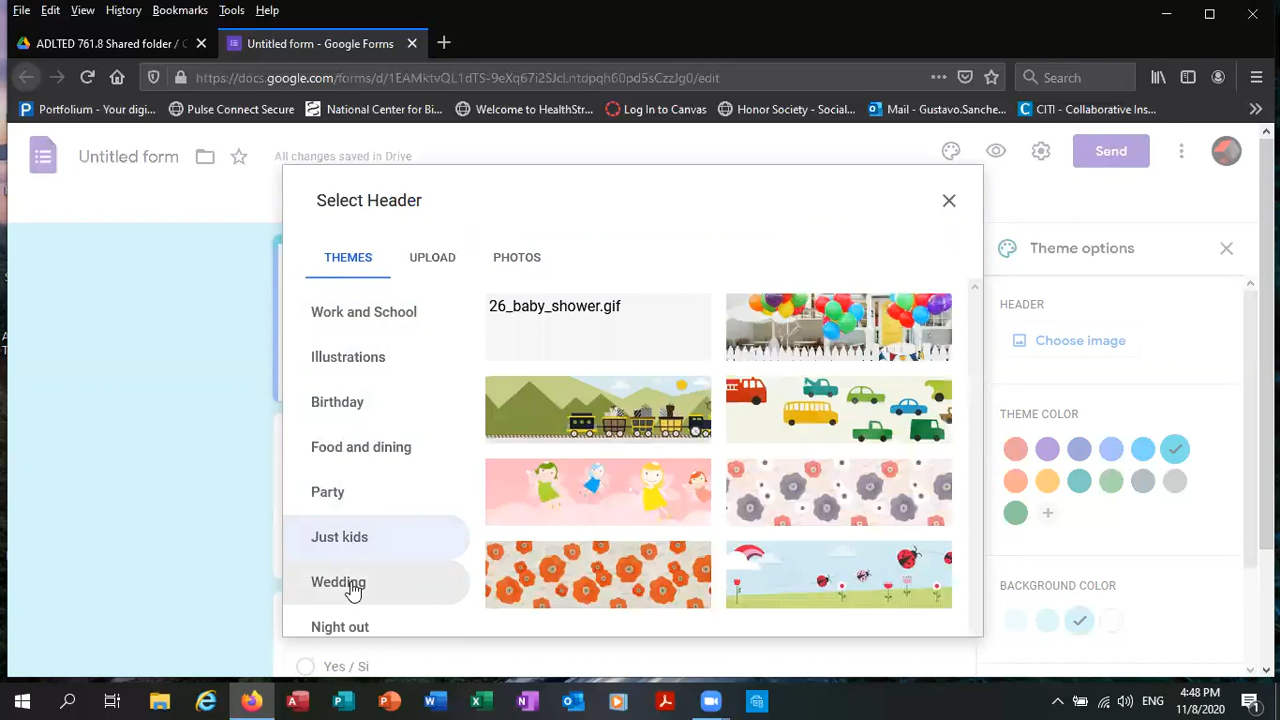 File Edit View History Bookmarks Tools Help
ADLTED 761.8 Shared folder / C
Untitled form - Google Forms
https://docs.google.com/forms/d/1EAMktvQL1dTS-9eXq67i2SJcLntdpqh60pd5sCzzJg0/edit
Search
Portfolium - Your digi... Pulse Connect Secure National Center for Bi... Welcome to HealthStr... Log In to Canvas Honor Society - Social... Mail - Gustavo.Sanche... CITI - Collaborative Ins...
Untitled form
All changes saved in Drive
Send
Select Header
THEMES UPLOAD PHOTOS
Work and School
Illustrations
Birthday
Food and dining
Party
Just kids
Wedding
Night out
26_baby_shower.gif
Theme options
HEADER
Choose image
THEME COLOR
BACKGROUND COLOR
Yes / Si
ENG
4:48 PM
11/8/2020
1